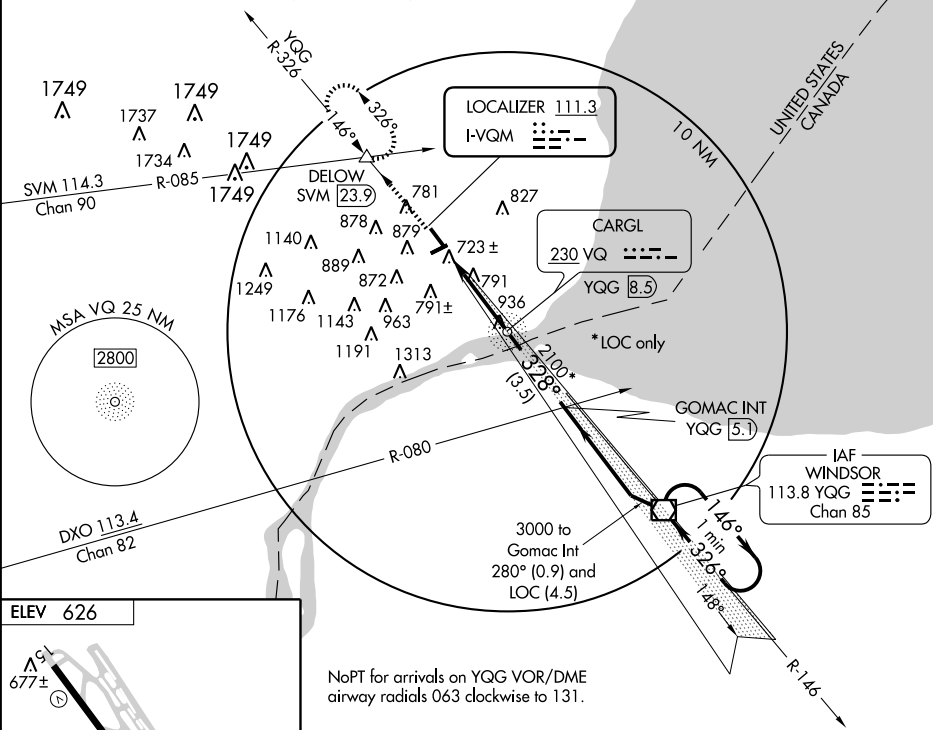 YQG
R-326
1749
1737
1749
1734
1749
1749
146°
326°
LOCALIZER 111.3
I-VQM
10 NM
UNITED STATES
CANADA
SVM 114.3
Chan 90
R-085
DELOW
SVM 23.9
781
827
878
879
1140
889
723 ±
1249
872
791
1176
1143
963
791±
936
1191
1313
CARGL
230 VQ
YQG 8.5
*LOC only
MSA VQ 25 NM
2800
2100*
328°
(3.5)
GOMAC INT
YQG 5.1
R-080
DXO 113.4
Chan 82
IAF
WINDSOR
113.8 YQG
Chan 85
146°
1 min
326°
148°
3000 to
Gomac Int
280° (0.9) and
LOC (4.5)
R-146
ELEV 626
677±
V
15
NoPT for arrivals on YQG VOR/DME
airway radials 063 clockwise to 131.